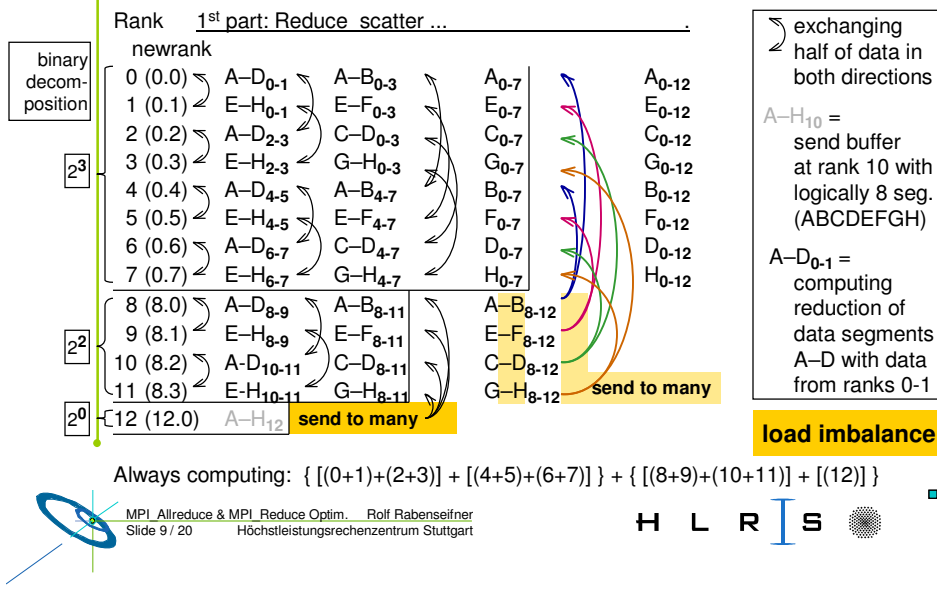 Rank 1st part: Reduce_scatter ... .
newrank
binary
decom-
position
2³
2²
2⁰
0 (0.0) A–D0-1 A–B0-3 A0-7 A0-12
1 (0.1) E–H0-1 E–F0-3 E0-7 E0-12
2 (0.2) A–D2-3 C–D0-3 C0-7 C0-12
3 (0.3) E–H2-3 G–H0-3 G0-7 G0-12
4 (0.4) A–D4-5 A–B4-7 B0-7 B0-12
5 (0.5) E–H4-5 E–F4-7 F0-7 F0-12
6 (0.6) A–D6-7 C–D4-7 D0-7 D0-12
7 (0.7) E–H6-7 G–H4-7 H0-7 H0-12
8 (8.0) A–D8-9 A–B8-11 A–B8-12
9 (8.1) E–H8-9 E–F8-11 E–F8-12
10 (8.2) A-D10-11 C–D8-11 C–D8-12
11 (8.3) E-H10-11 G–H8-11 G–H8-12 send to many
12 (12.0) A–H12 send to many
exchanging
half of data in
both directions
A–H10 =
send buffer
at rank 10 with
logically 8 seg.
(ABCDEFGH)
A–D0-1 =
computing
reduction of
data segments
A–D with data
from ranks 0-1
load imbalance
Always computing: { [(0+1)+(2+3)] + [(4+5)+(6+7)] } + { [(8+9)+(10+11)] + [(12)] }
MPI_Allreduce & MPI_Reduce Optim. Rolf Rabenseifner
Slide 9 / 20 Höchstleistungsrechenzentrum Stuttgart
H L R I S